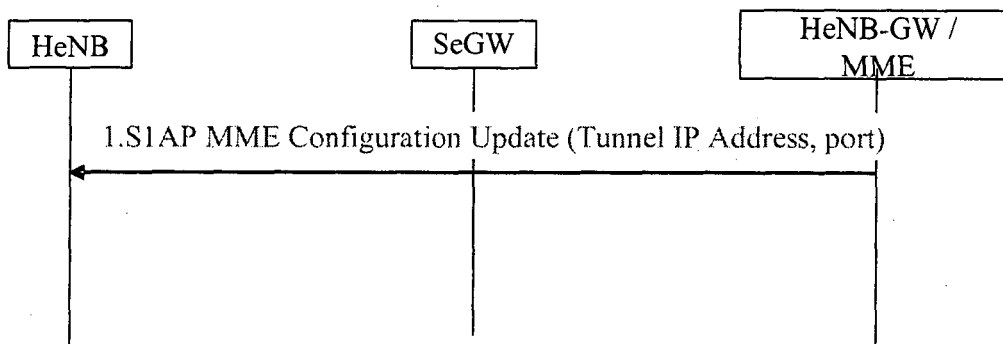 HeNB
SeGW
HeNB-GW /
MME
1.S1AP MME Configuration Update (Tunnel IP Address, port)